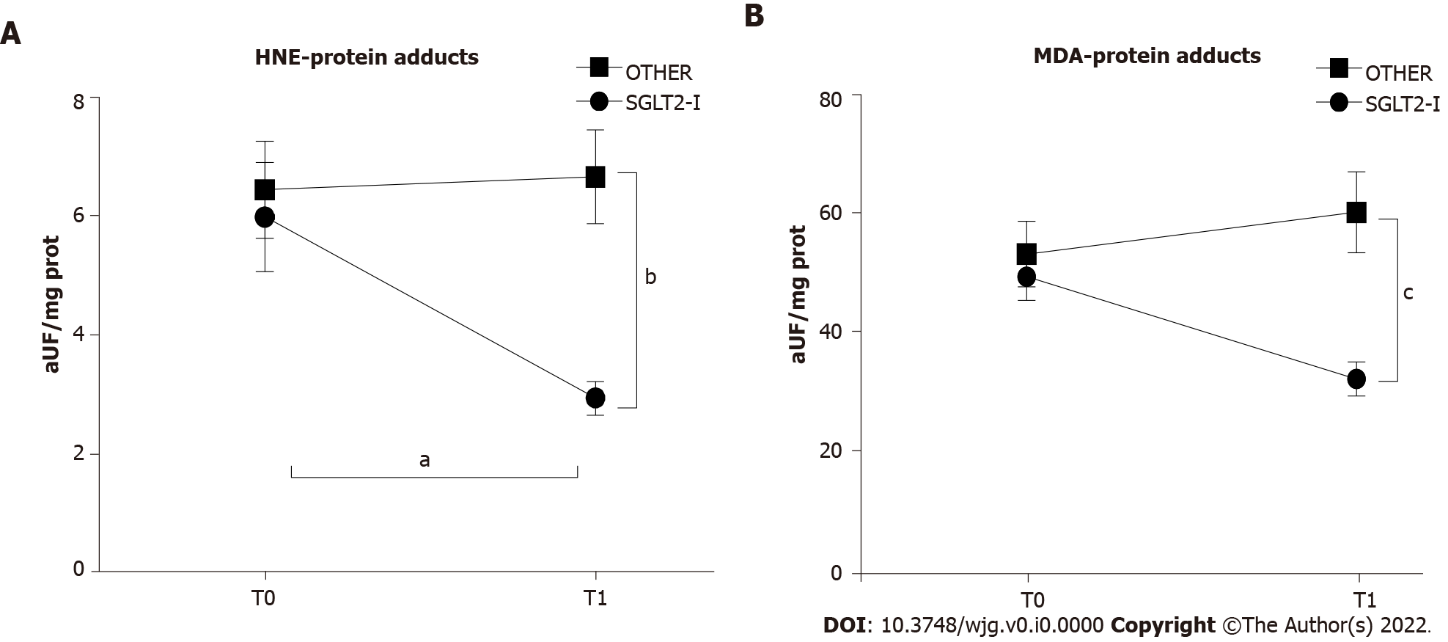 A
HNE-protein adducts
OTHER
SGLT2-I
8
6
4
2
0
aUF/mg prot
a
b
T0
T1
B
MDA-protein adducts
OTHER
SGLT2-I
80
60
40
20
0
aUF/mg prot
c
T0
T1
DOI: 10.3748/wjg.v0.i0.0000 Copyright ©The Author(s) 2022.